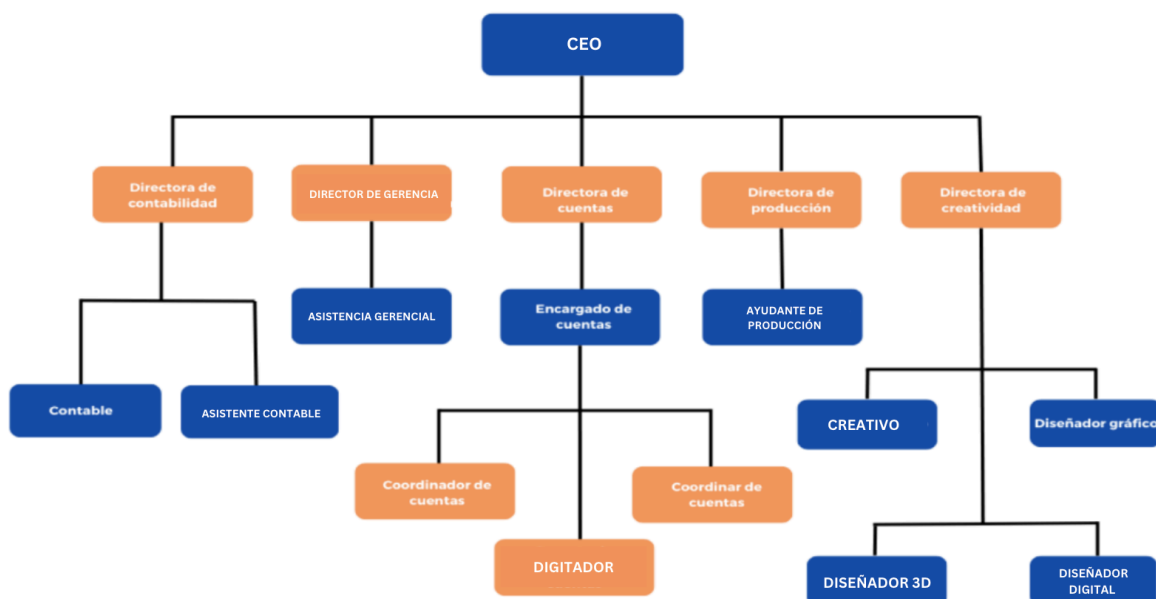 CEO
Directora de
contabilidad
DIRECTOR DE GERENCIA
Directora de
cuentas
Directora de
producción
Directora de
creatividad
ASISTENCIA GERENCIAL
Encargado de
cuentas
AYUDANTE DE
PRODUCCIÓN
Contable
ASISTENTE CONTABLE
CREATIVO
Diseñador gráfico
Coordinador de
cuentas
Coordinar de
cuentas
DIGITADOR
DISEÑADOR 3D
DISEÑADOR
DIGITAL